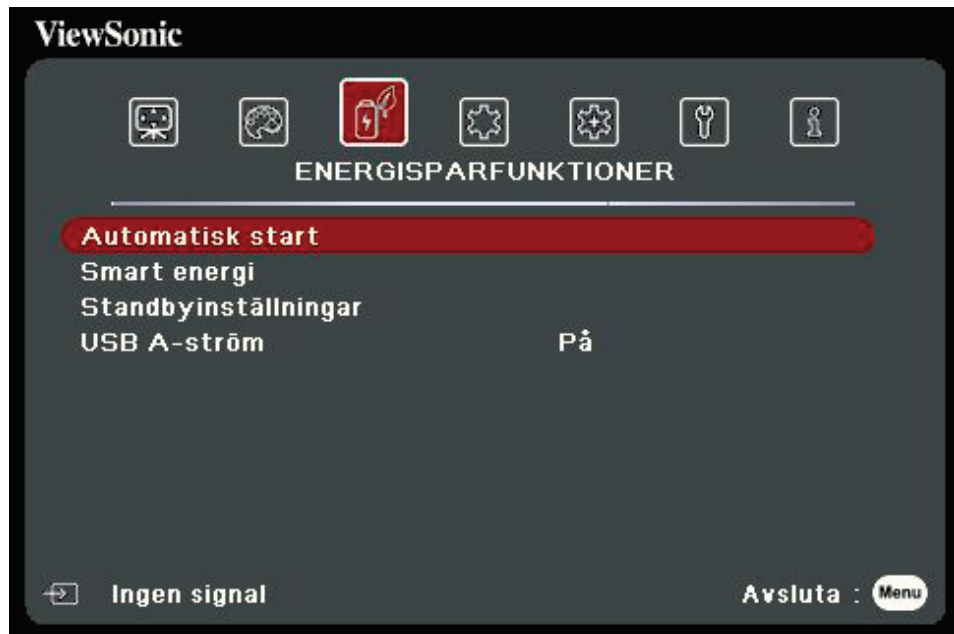 ViewSonic
ENERGISPARFUNKTIONER
Automatisk start
Smart energi
Standbyinställningar
USB A-ström På
Ingen signal Avsluta : Menu